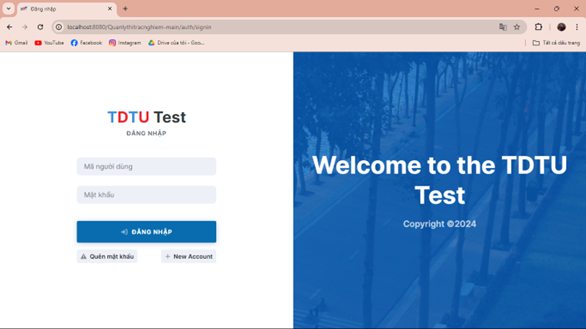 Đăng nhập
localhost:8080/Quanlythitracnghiem-main/auth/signin
Gmail
YouTube
Facebook
Instagram
Drive của tôi – Goo...
Tất cả dấu trang
TDTU Test
ĐĂNG NHẬP
Mã người dùng
Mật khẩu
ĐĂNG NHẬP
Quên mật khẩu
New Account
Welcome to the TDTU
Test
Copyright ©2024